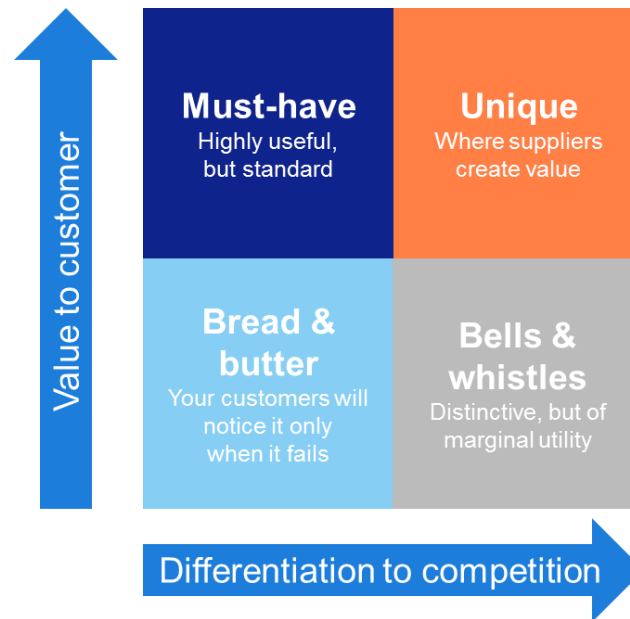 Value to customer
Must-have
Highly useful,
but standard
Unique
Where suppliers
create value
Bread &
butter
Your customers will
notice it only
when it fails
Bells &
whistles
Distinctive, but of
marginal utility
Differentiation to competition